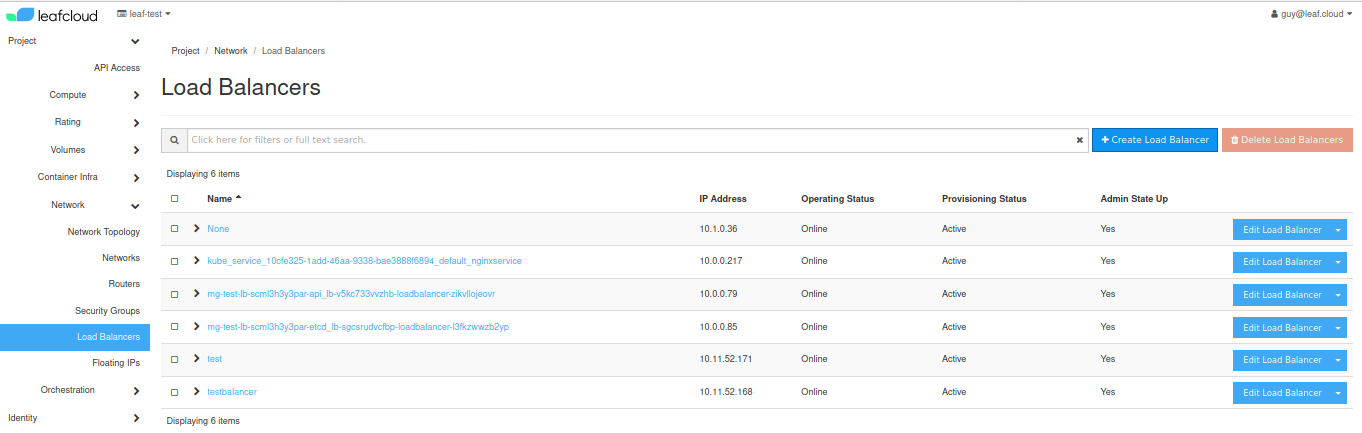 leafcloud leaf-test guy@leaf.cloud
Project
API Access
Compute
Rating
Volumes
Container Infra
Network
Network Topology
Networks
Routers
Security Groups
Load Balancers
Floating IPs
Orchestration
Identity
Project / Network / Load Balancers
Load Balancers
Click here for filters or full text search. Create Load Balancer Delete Load Balancers
Displaying 6 items
Name IP Address Operating Status Provisioning Status Admin State Up
None 10.1.0.36 Online Active Yes Edit Load Balancer
kube_service_10cfe325-1add-46aa-9338-bae3888f6894_default_nginxservice 10.0.0.217 Online Active Yes Edit Load Balancer
mg-test-lb-scml3h3y3par-api_lb-v5kc733vvzhb-loadbalancer-zikvllojeovr 10.0.0.79 Online Active Yes Edit Load Balancer
mg-test-lb-scml3h3y3par-etcd_lb-sgcsrudvcfbp-loadbalancer-l3fkzwwzb2yp 10.0.0.85 Online Active Yes Edit Load Balancer
test 10.11.52.171 Online Active Yes Edit Load Balancer
testbalancer 10.11.52.168 Online Active Yes Edit Load Balancer
Displaying 6 items